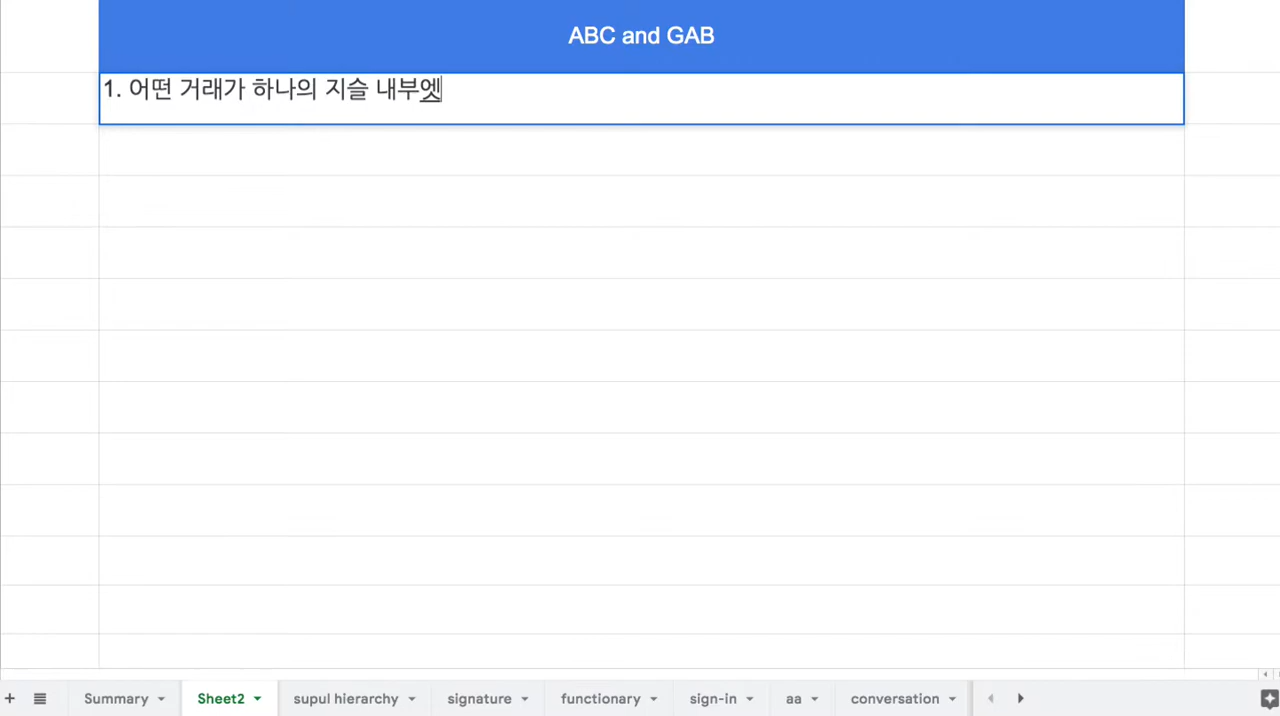 ABC and GAB
1. 어떤 거래가 하나의 지슬 내부엣
Summary Sheet2 supul hierarchy signature functionary sign-in aa conversation